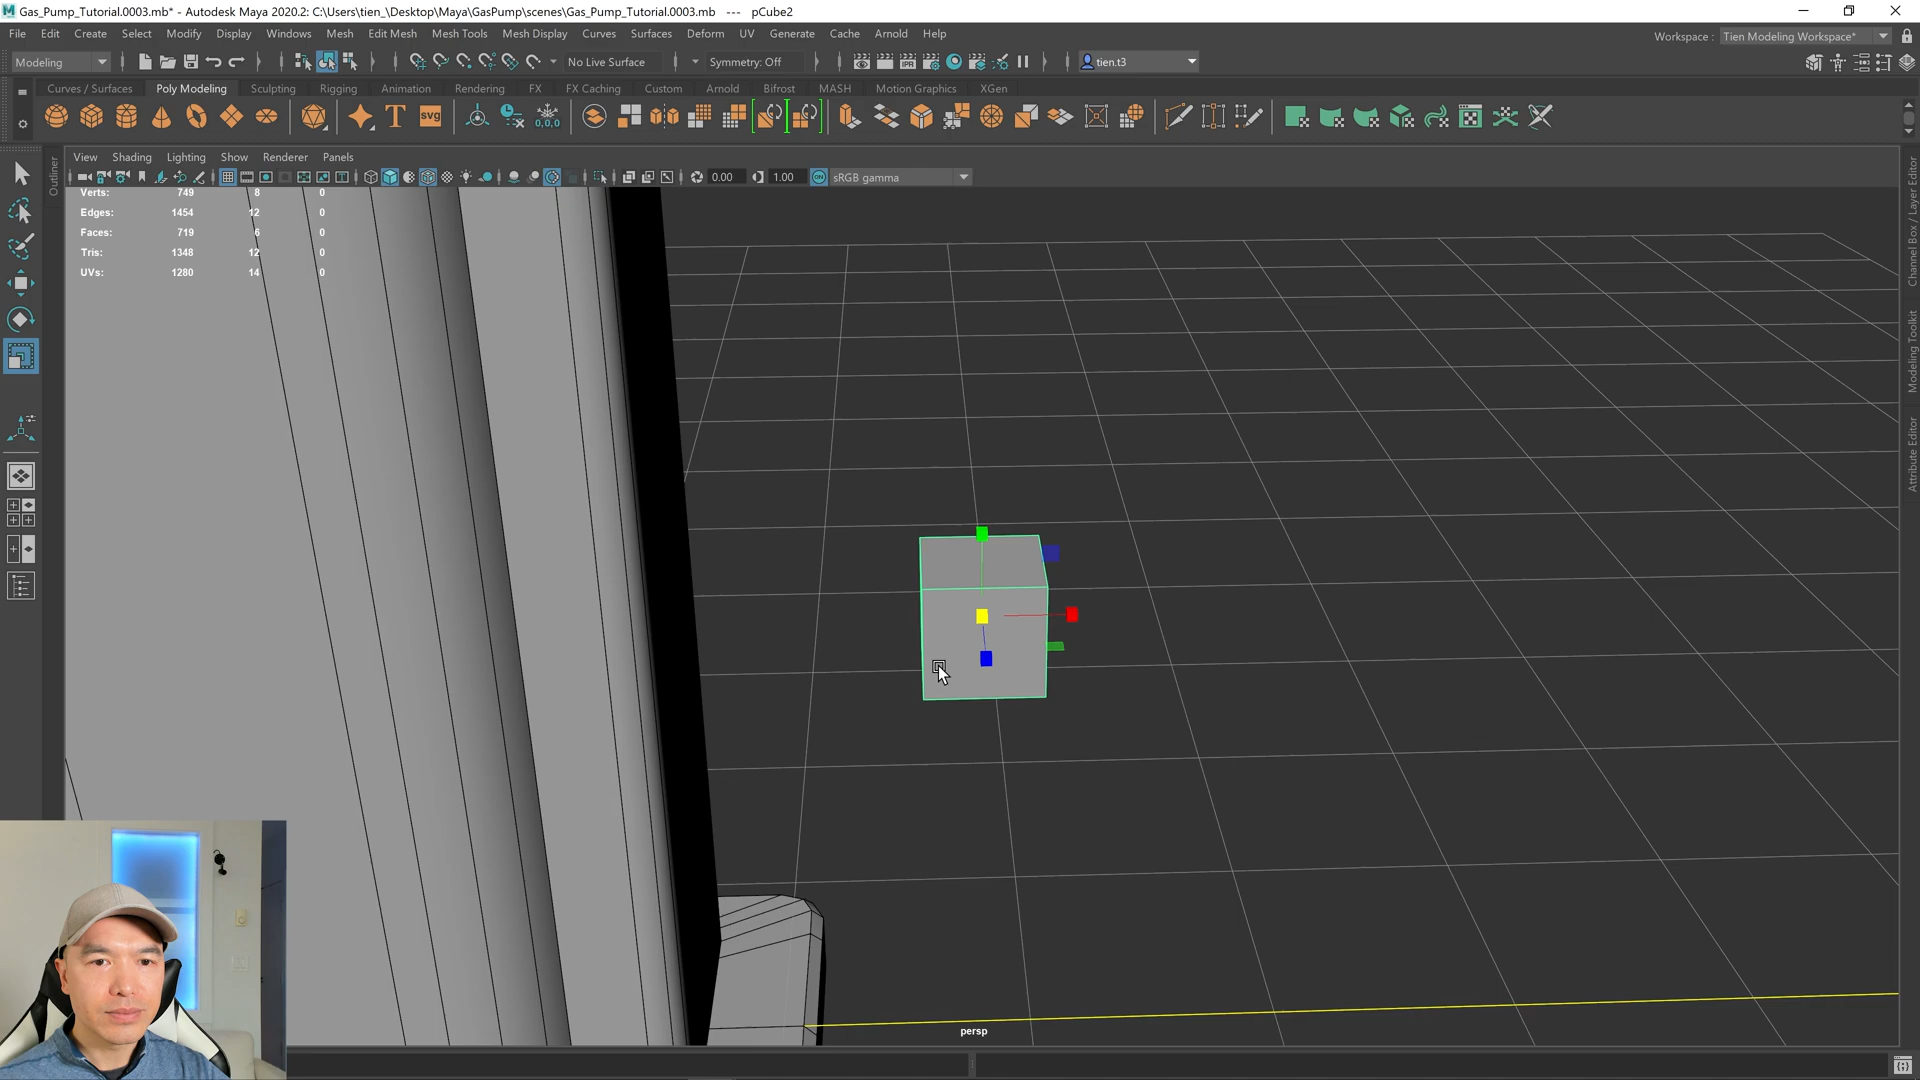 Gas_Pump_Tutorial.0003.mb* - Autodesk Maya 2020.2: C:\Users\tien_\Desktop\Maya\GasPump\scenes\Gas_Pump_Tutorial.0003.mb --- pCube2
File Edit Create Select Modify Display Windows Mesh Edit Mesh Mesh Tools Mesh Display Curves Surfaces Deform UV Generate Cache Arnold Help
Workspace : Tien Modeling Workspace*
Modeling No Live Surface Symmetry: Off tien.t3
Curves / Surfaces Poly Modeling Sculpting Rigging Animation Rendering FX FX Caching Custom Arnold Bifrost MASH Motion Graphics XGen
T svg 0,0,0
View Shading Lighting Show Renderer Panels
0.00 1.00 ON sRGB gamma
Outliner
Verts: 749 8 0
Edges: 1454 12 0
Faces: 719 6 0
Tris: 1348 12 0
UVs: 1280 14 0
persp
Channel Box / Layer Editor
Modeling Toolkit
Attribute Editor